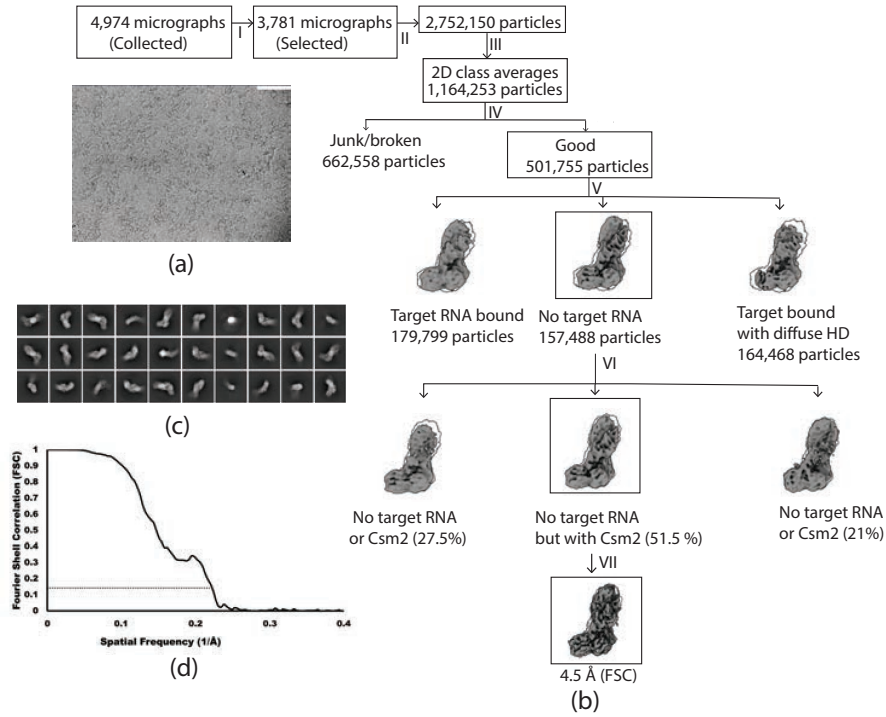 4,974 micrographs
(Collected)
I
3,781 micrographs
(Selected)
II
2,752,150 particles
III
2D class averages
1,164,253 particles
IV
Junk/broken
662,558 particles
Good
501,755 particles
V
(a)
Target RNA bound
179,799 particles
No target RNA
157,488 particles
Target bound
with diffuse HD
164,468 particles
VI
(c)
No target RNA
or Csm2 (27.5%)
No target RNA
but with Csm2 (51.5 %)
No target RNA
or Csm2 (21%)
VII
4.5 Å (FSC)
(b)
Fourier Shell Correlation (FSC)
1
0.9
0.8
0.7
0.6
0.5
0.4
0.3
0.2
0.1
0
0
0.1
0.2
0.3
0.4
Spatial Frequency (1/Å)
(d)